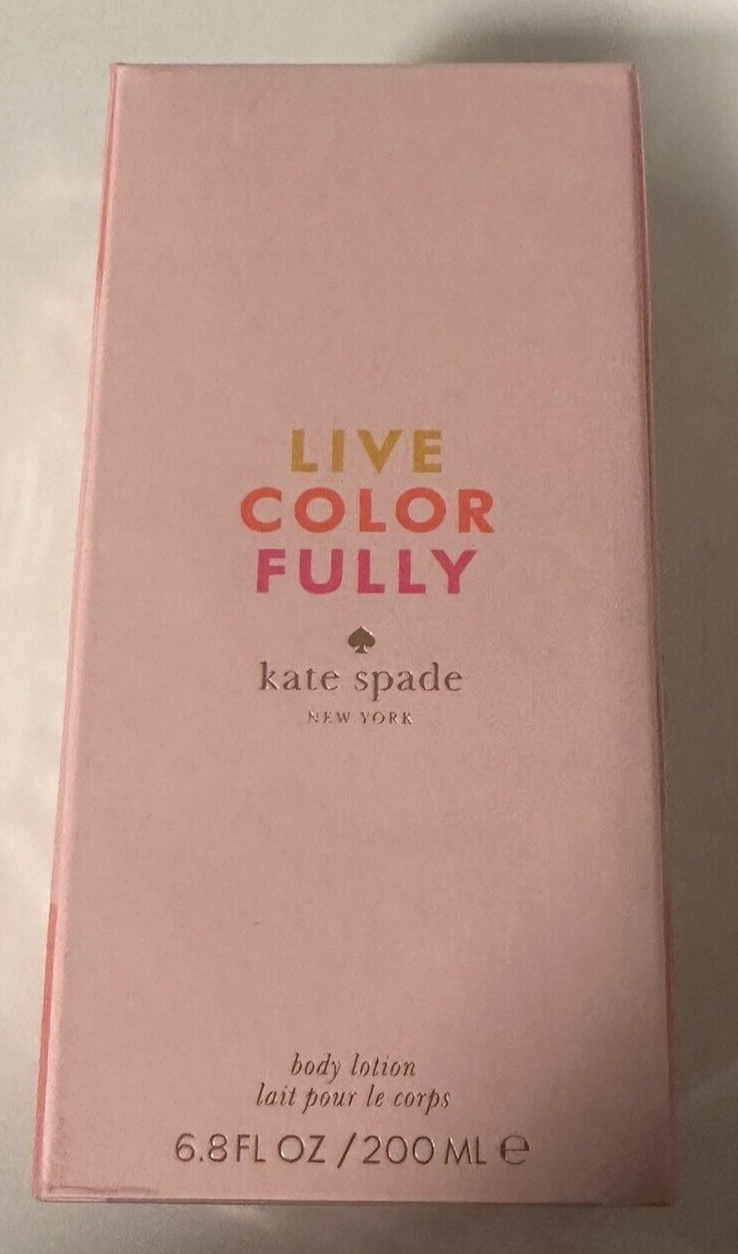 LIVE
COLOR
FULLY
kate spade
NEW YORK
body lotion
lait pour le corps
6.8 FL OZ / 200 ML ℮